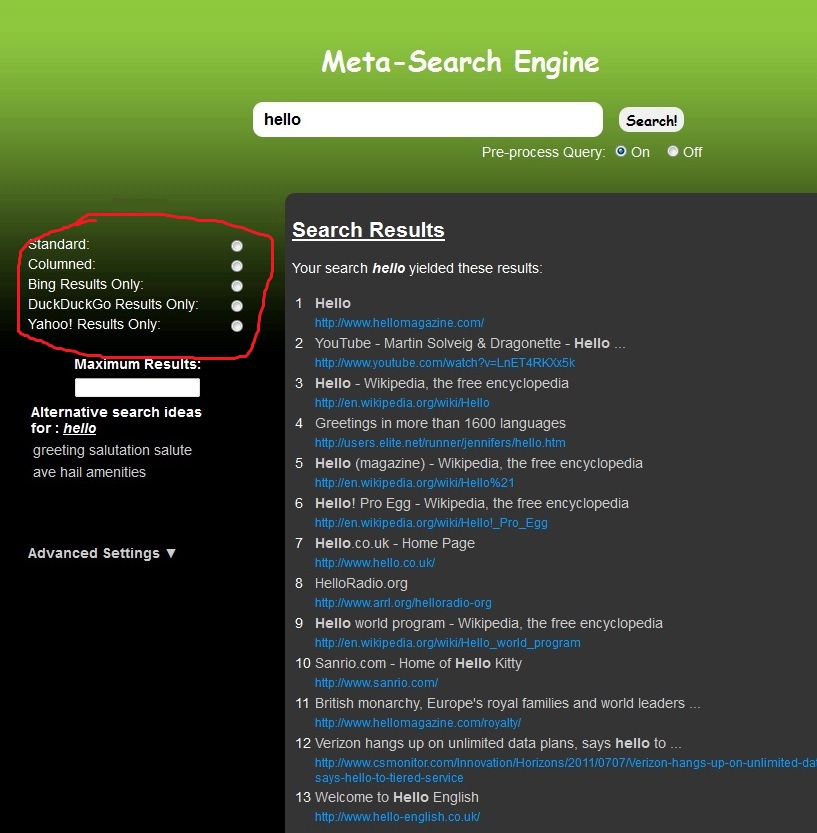 Meta-Search Engine
hello
Search!
Pre-process Query: On Off
Standard:
Columned:
Bing Results Only:
DuckDuckGo Results Only:
Yahoo! Results Only:
Maximum Results:
Alternative search ideas
for : hello
greeting salutation salute
ave hail amenities
Advanced Settings ▼
Search Results
Your search hello yielded these results:
1 Hello
http://www.hellomagazine.com/
2 YouTube - Martin Solveig & Dragonette - Hello ...
http://www.youtube.com/watch?v=LnET4RKXx5k
3 Hello - Wikipedia, the free encyclopedia
http://en.wikipedia.org/wiki/Hello
4 Greetings in more than 1600 languages
http://users.elite.net/runner/jennifers/hello.htm
5 Hello (magazine) - Wikipedia, the free encyclopedia
http://en.wikipedia.org/wiki/Hello%21
6 Hello! Pro Egg - Wikipedia, the free encyclopedia
http://en.wikipedia.org/wiki/Hello!_Pro_Egg
7 Hello.co.uk - Home Page
http://www.hello.co.uk/
8 HelloRadio.org
http://www.arrl.org/helloradio-org
9 Hello world program - Wikipedia, the free encyclopedia
http://en.wikipedia.org/wiki/Hello_world_program
10 Sanrio.com - Home of Hello Kitty
http://www.sanrio.com/
11 British monarchy, Europe's royal families and world leaders ...
http://www.hellomagazine.com/royalty/
12 Verizon hangs up on unlimited data plans, says hello to ...
http://www.csmonitor.com/Innovation/Horizons/2011/0707/Verizon-hangs-up-on-unlimited-dat
says-hello-to-tiered-service
13 Welcome to Hello English
http://www.hello-english.co.uk/